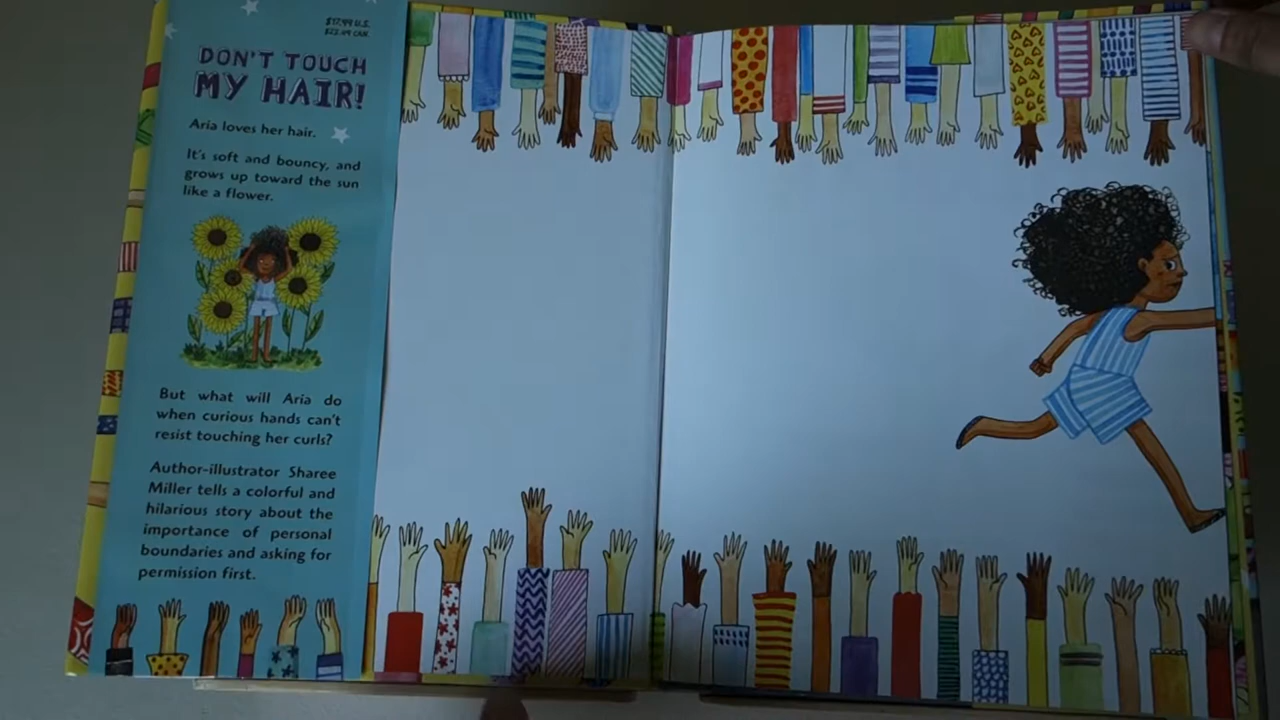 $17.99 U.S.
$22.49 CAN.
DON'T TOUCH
MY HAIR!
Aria loves her hair.
It's soft and bouncy, and
grows up toward the sun
like a flower.
But what will Aria do
when curious hands can't
resist touching her curls?
Author-illustrator Sharee
Miller tells a colorful and
hilarious story about the
importance of personal
boundaries and asking for
permission first.